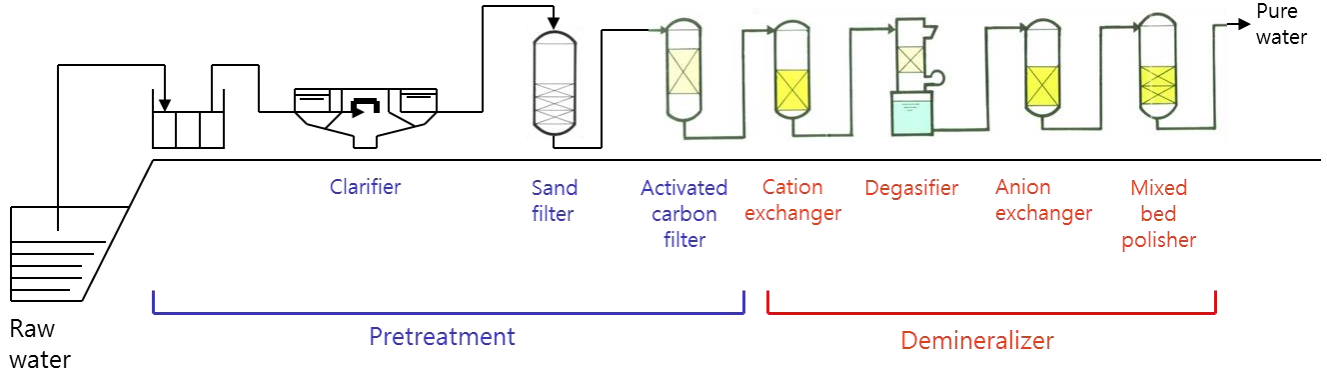 Pure
water
Clarifier
Sand
filter
Activated
carbon
filter
Cation
exchanger
Degasifier
Anion
exchanger
Mixed
bed
polisher
Raw
water
Pretreatment
Demineralizer